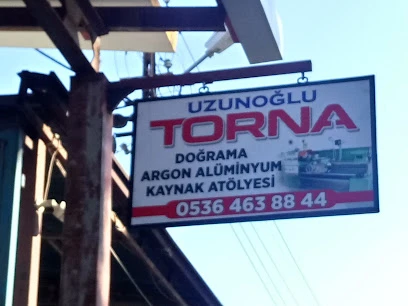 UZUNOĞLU
TORNA
DOĞRAMA
ARGON ALÜMİNYUM
KAYNAK ATÖLYESİ
0536 463 88 44